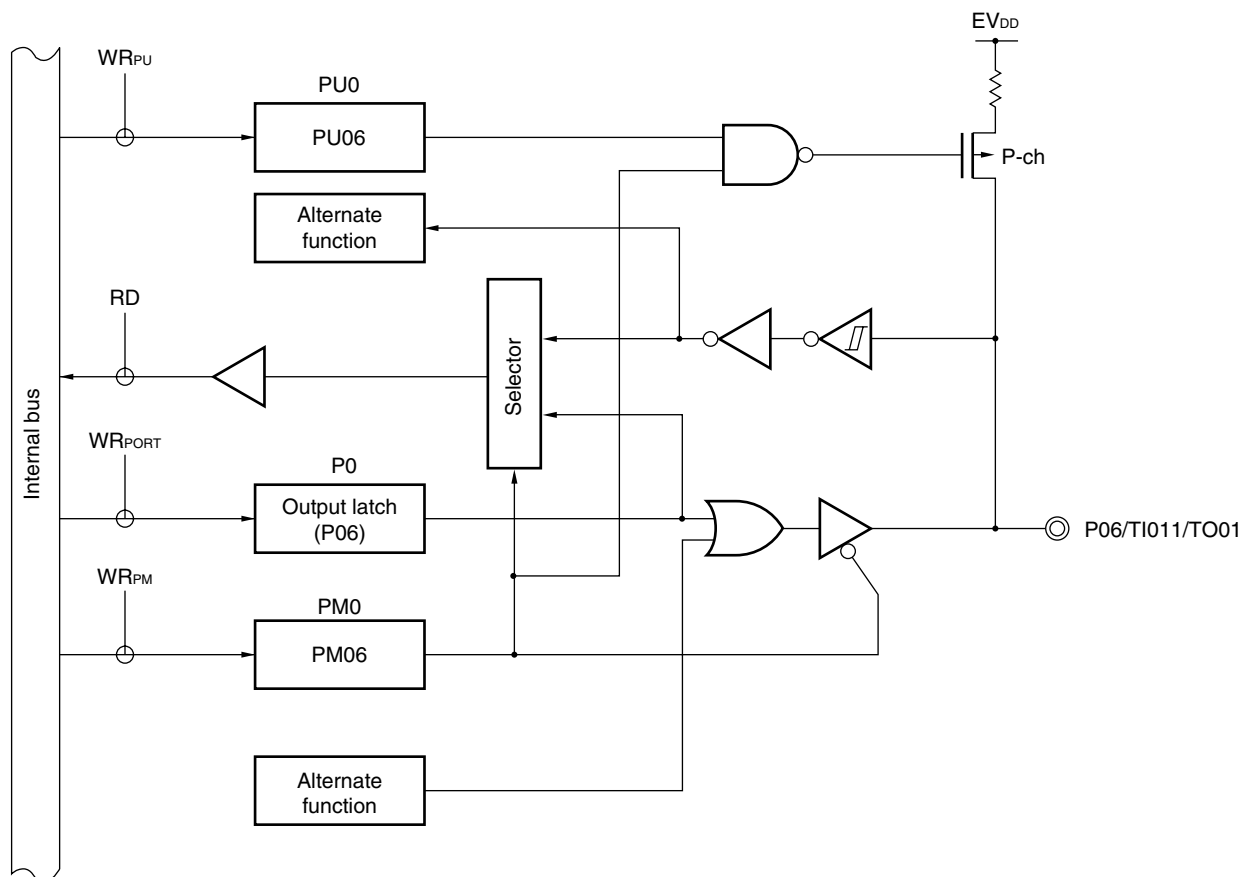 EVDD
WRPU
PU0
PU06
P-ch
Alternate
function
RD
Selector
Internal bus
WRPORT
P0
Output latch
(P06)
P06/TI011/TO01
WRPM
PM0
PM06
Alternate
function